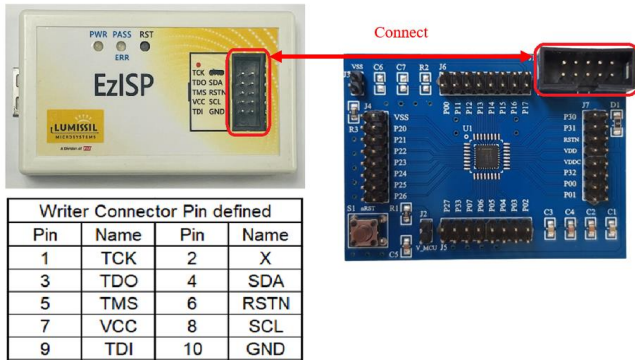 Connect
PWR PASS RST
ERR
EzISP
TCK
TDO SDA
TMS RSTN
VCC SCL
TDI GND
LUMISSIL
MICROSYSTEMS
VSS C6 C7 R2 J6
P00 P11 P12 P13 P14 P15 P16 P17
J4
VSS
R3
P20
P21
P22
P23
P24
P25
P26
U1
J7 D1
P30
P31
RSTN
VDD
VDDC
P32
P00
P01
S1 nRST R1
C5
J2
V_MCU
J5
P27 P33 P07 P06 P05 P04 P03 P02
C3 C4 C2 C1
Writer Connector Pin defined
Pin Name Pin Name
1 TCK 2 X
3 TDO 4 SDA
5 TMS 6 RSTN
7 VCC 8 SCL
9 TDI 10 GND